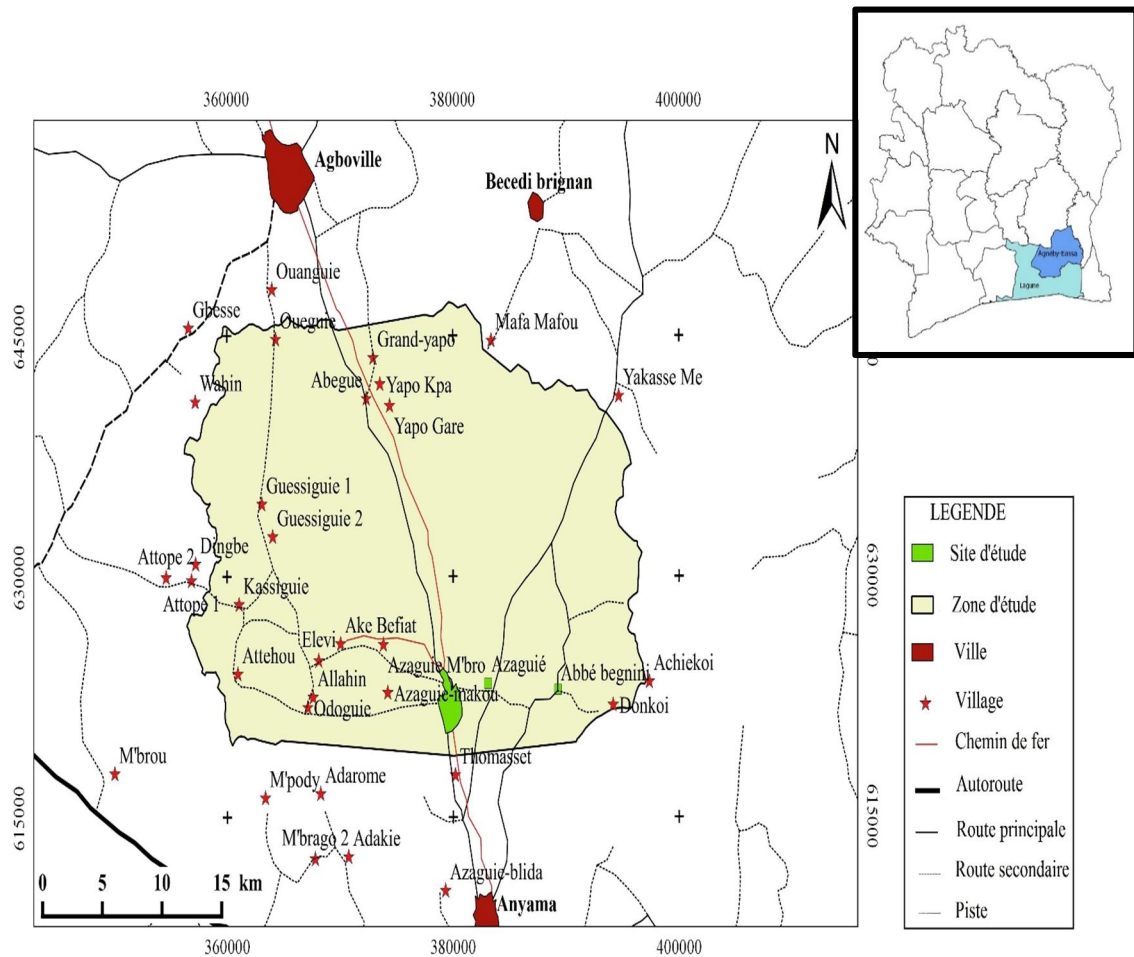 360000
380000
400000
N
Agboville
Becedi brignan
Agnéby-tiassa
Lagune
Ouanguie
Gbesse
Oueguie
Mafa Mafou
645000
Grand-yapo
Wahin
Abegue
Yapo Kpa
Yakasse Me
Yapo Gare
Guessiguie 1
Guessiguie 2
LEGENDE
Site d'étude
Zone d'étude
Ville
Village
Chemin de fer
Autoroute
Route principale
Route secondaire
Piste
Attope 2
Dingbe
630000
630000
Attope 1
Kassiguie
Elevi
Ake Befiat
Attehou
Azaguie M'bro
Azaguié
Abbé begnini
Achiekoi
Allahin
Azaguie-makou
Odoguie
Donkoi
Thomasset
M'brou
M'pody
Adarome
615000
615000
M'brago 2
Adakie
Azaguie-blida
0 5 10 15 km
Anyama
360000
380000
400000